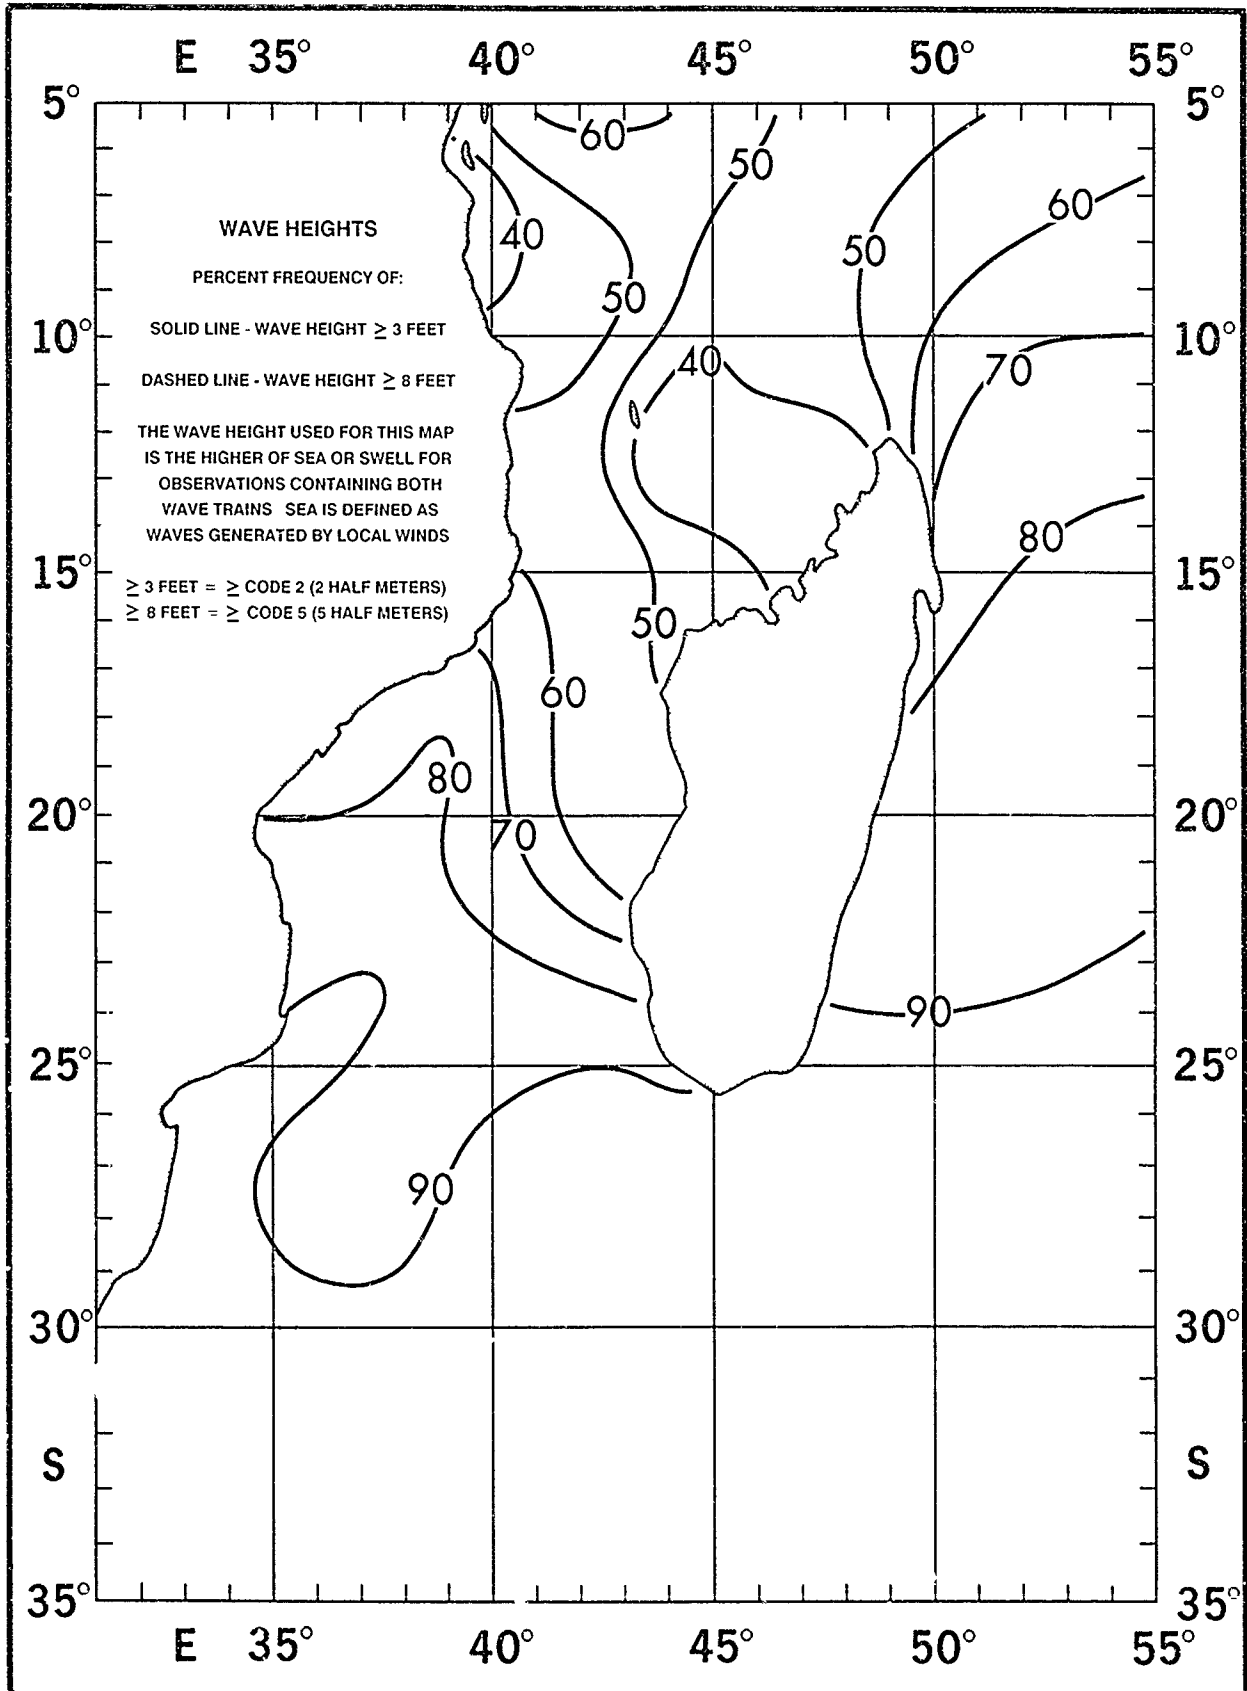 E 35° 40° 45° 50° 55°
5° 5°
60
50
60
40
50
50
WAVE HEIGHTS
PERCENT FREQUENCY OF:
SOLID LINE - WAVE HEIGHT ≥ 3 FEET
10° 10°
40
70
DASHED LINE - WAVE HEIGHT ≥ 8 FEET
THE WAVE HEIGHT USED FOR THIS MAP
IS THE HIGHER OF SEA OR SWELL FOR
OBSERVATIONS CONTAINING BOTH
WAVE TRAINS SEA IS DEFINED AS
WAVES GENERATED BY LOCAL WINDS
80
15° 15°
≥ 3 FEET = ≥ CODE 2 (2 HALF METERS)
≥ 8 FEET = ≥ CODE 5 (5 HALF METERS)
50
60
80
20° 20°
70
90
25° 25°
90
30° 30°
S S
35° 35°
E 35° 40° 45° 50° 55°